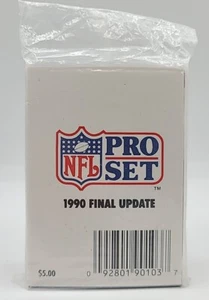 NFL
PRO
SET
TM
1990 FINAL UPDATE
$5.00
0 92801 90103 7